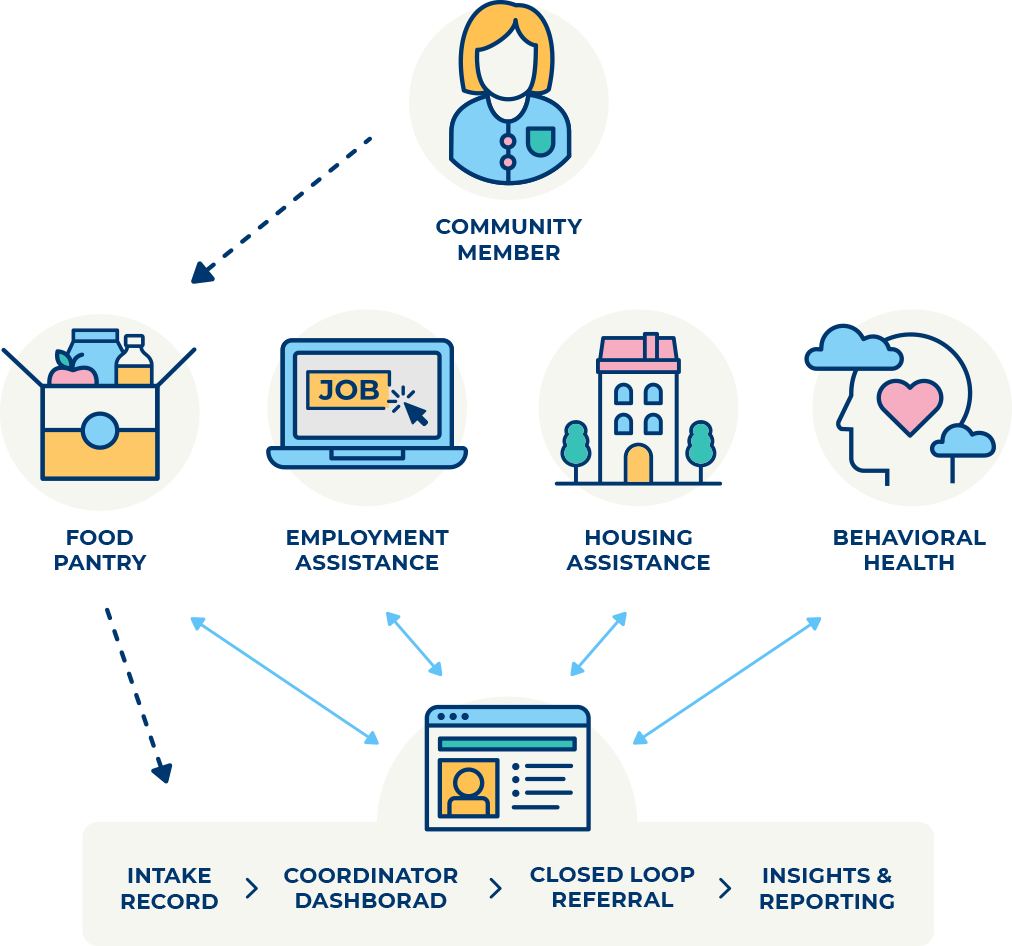 COMMUNITY
MEMBER
JOB
FOOD
PANTRY
EMPLOYMENT
ASSISTANCE
HOUSING
ASSISTANCE
BEHAVIORAL
HEALTH
INTAKE
RECORD
COORDINATOR
DASHBORAD
CLOSED LOOP
REFERRAL
INSIGHTS &
REPORTING